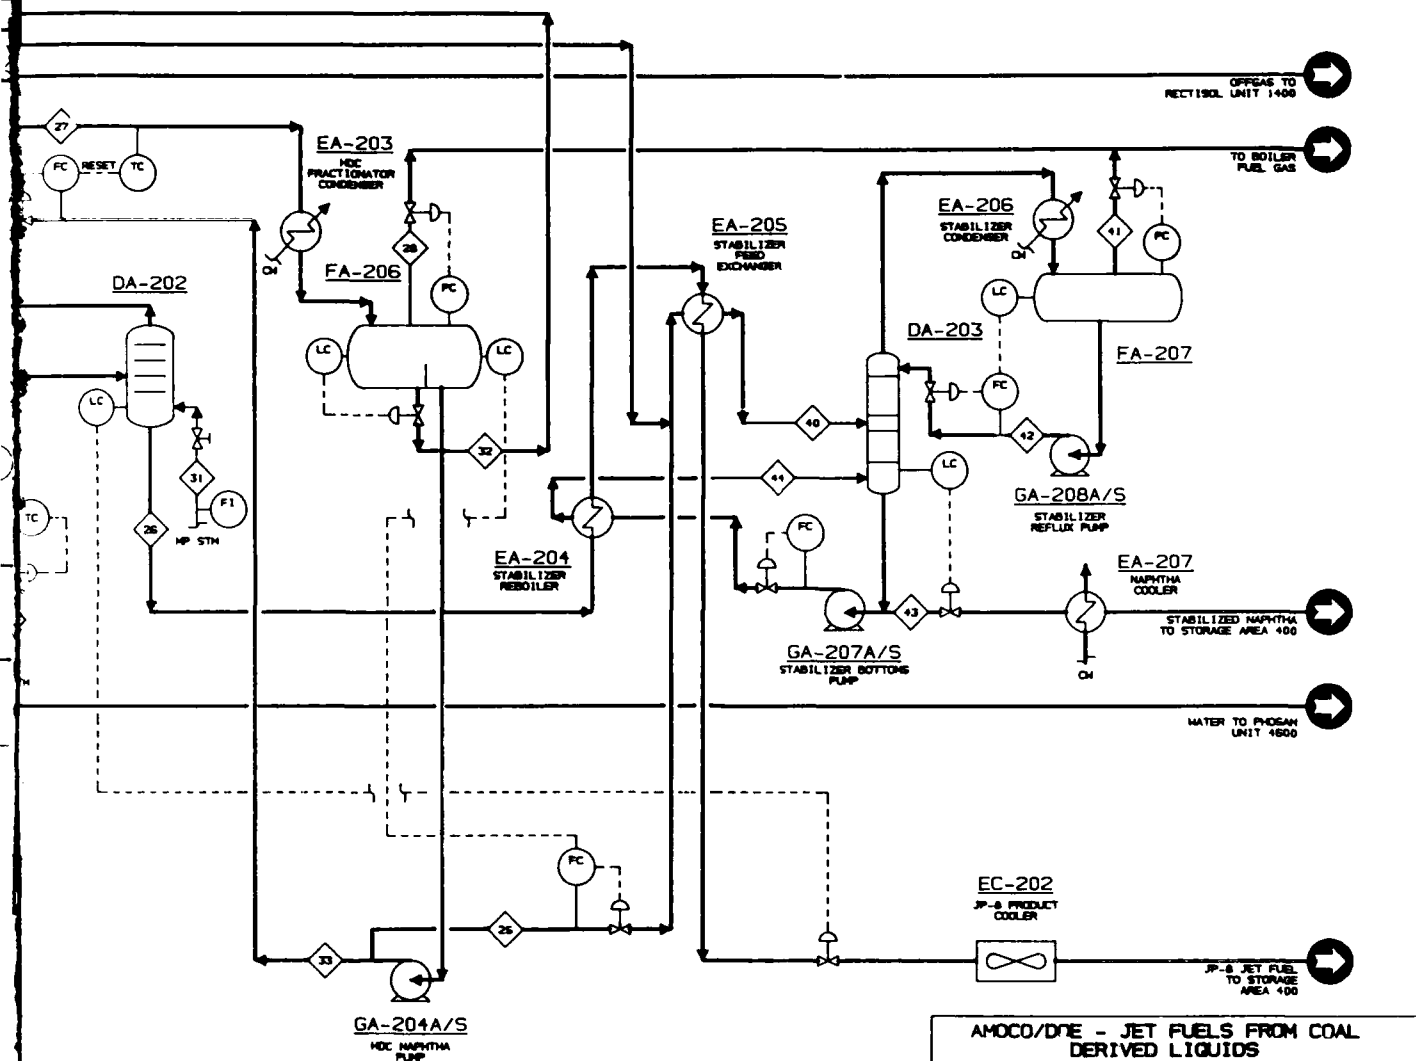 OFFGAS TO
RECTISOL UNIT 1400
27
EA-203
HDC
FRACTIONATOR
CONDENSER
FC
RESET
TC
TO BOILER
FUEL GAS
EA-206
STABILIZER
CONDENSER
CW
41
PC
EA-205
STABILIZER
FEED
EXCHANGER
28
CW
FA-206
PC
DA-202
LC
LC
LC
DA-203
FA-207
LC
FC
LC
40
42
32
31
FI
MP STM
44
LC
GA-208A/S
STABILIZER
REFLUX PUMP
TC
26
EA-204
STABILIZER
REBOILER
FC
EA-207
NAPHTHA
COOLER
43
STABILIZED NAPHTHA
TO STORAGE AREA 400
GA-207A/S
STABILIZER BOTTOMS
PUMP
CW
WATER TO PHOSAM
UNIT 4600
FC
EC-202
JP-8 PRODUCT
COOLER
25
33
JP-8 JET FUEL
TO STORAGE
AREA 400
GA-204A/S
HDC NAPHTHA
PUMP
AMOCO/DOE - JET FUELS FROM COAL
DERIVED LIQUIDS